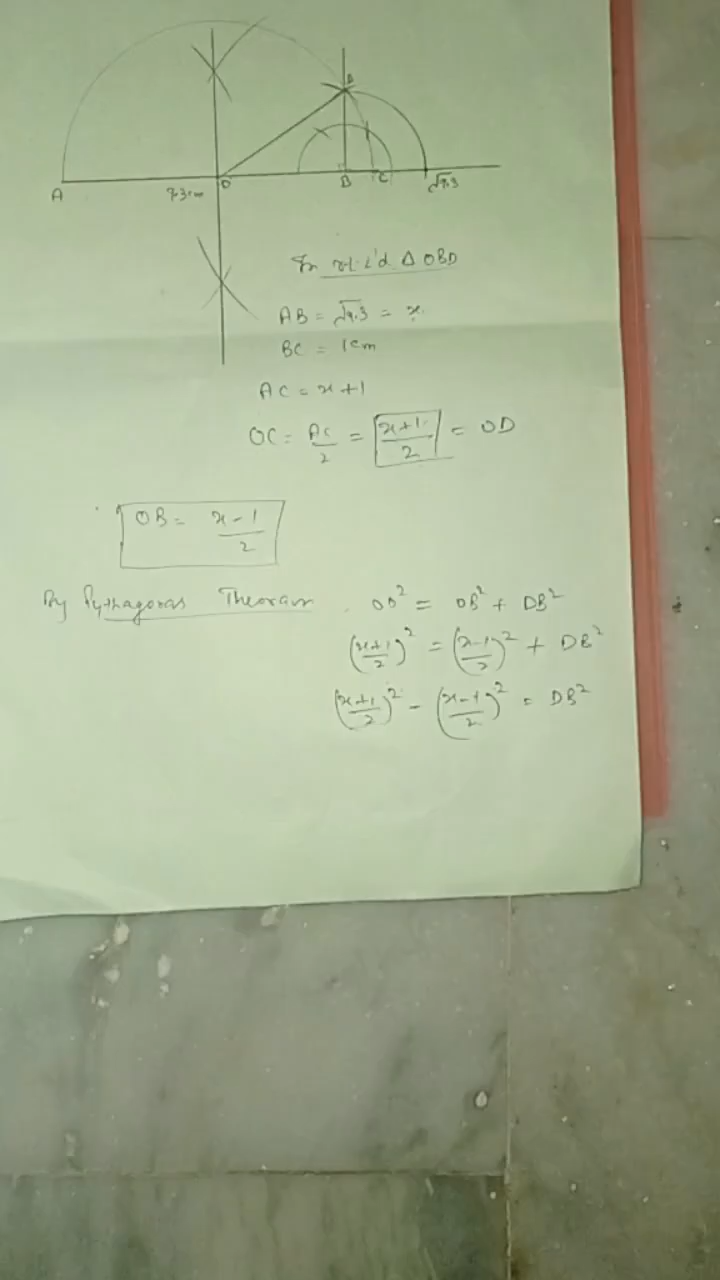 D
A
9.3cm
O
B
C
√9.3
In rt. ∠'d Δ OBD
AB = √9.3 = x
BC = 1cm
AC = x+1
OC = AC/2 = x+1/2 = OD
OB = x-1/2
By Pythagoras Theoram OD² = OB² + DB²
(x+1/2)² = (x-1/2)² + DB²
(x+1/2)² - (x-1/2)² = DB²